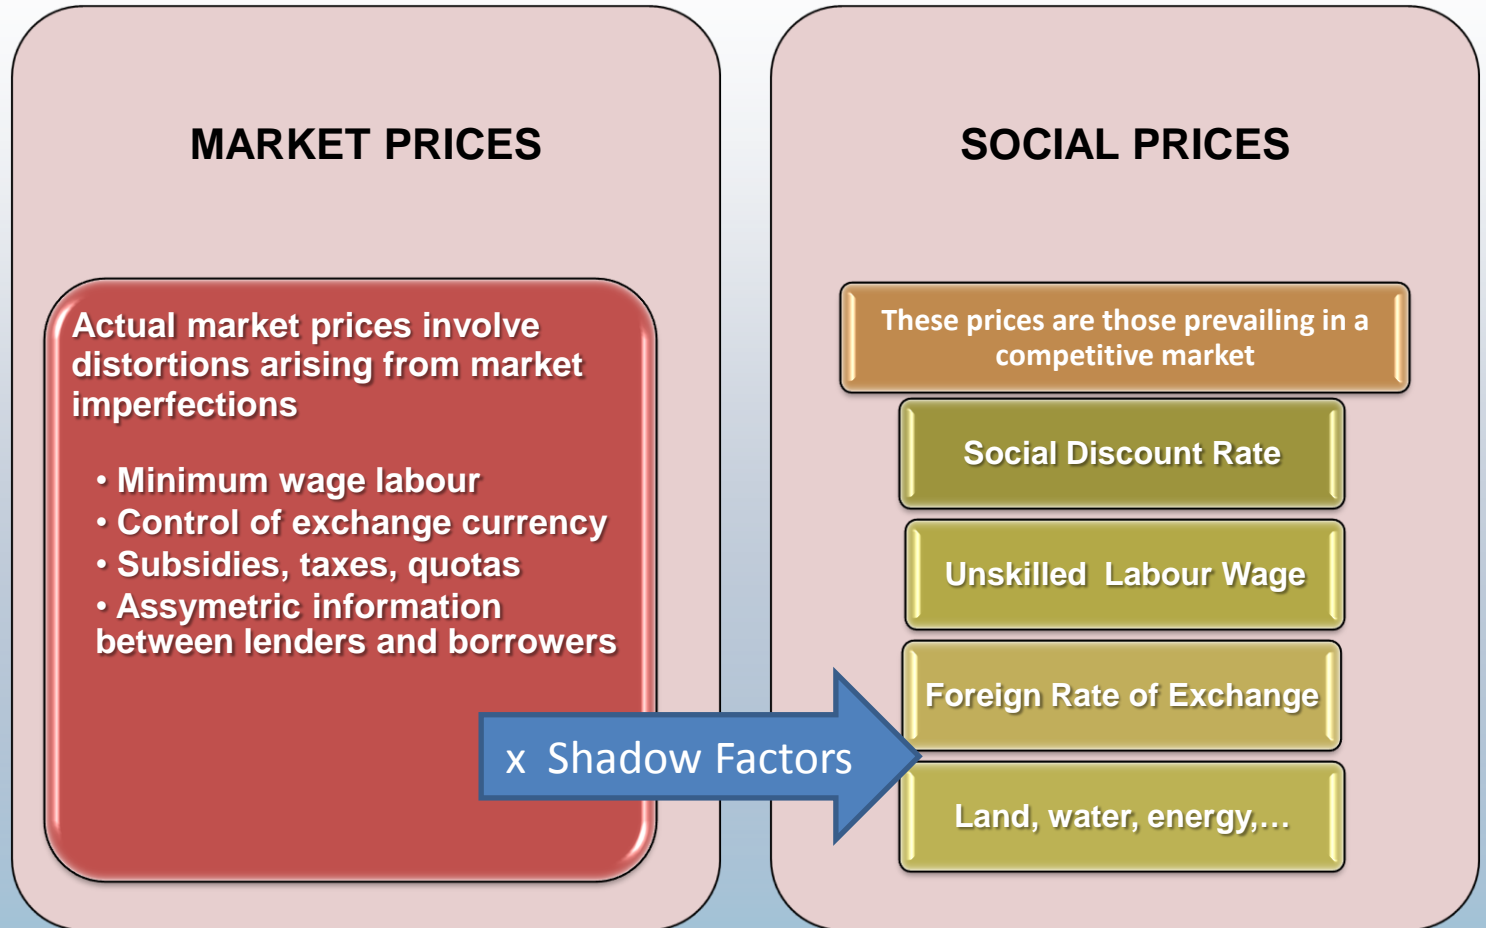 MARKET PRICES
Actual market prices involve
distortions arising from market
imperfections
• Minimum wage labour
• Control of exchange currency
• Subsidies, taxes, quotas
• Assymetric information
between lenders and borrowers
x Shadow Factors
SOCIAL PRICES
These prices are those prevailing in a
competitive market
Social Discount Rate
Unskilled Labour Wage
Foreign Rate of Exchange
Land, water, energy,…